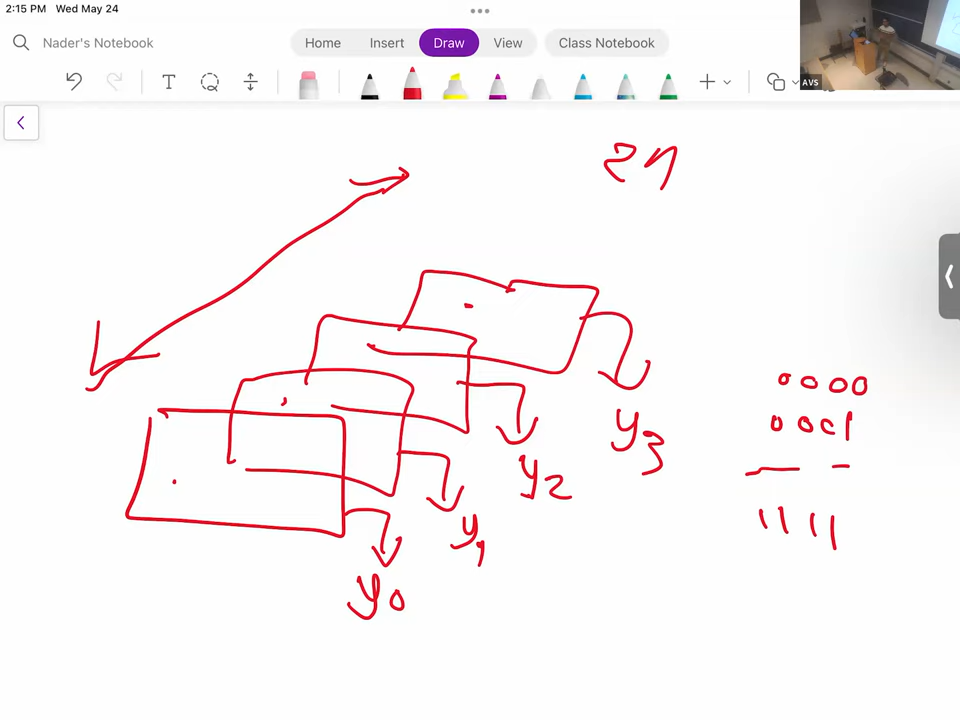 2:15 PM Wed May 24
Nader's Notebook
Home Insert Draw View Class Notebook
AVS
2n
y3
y2
y1
y0
0000
0001
1111